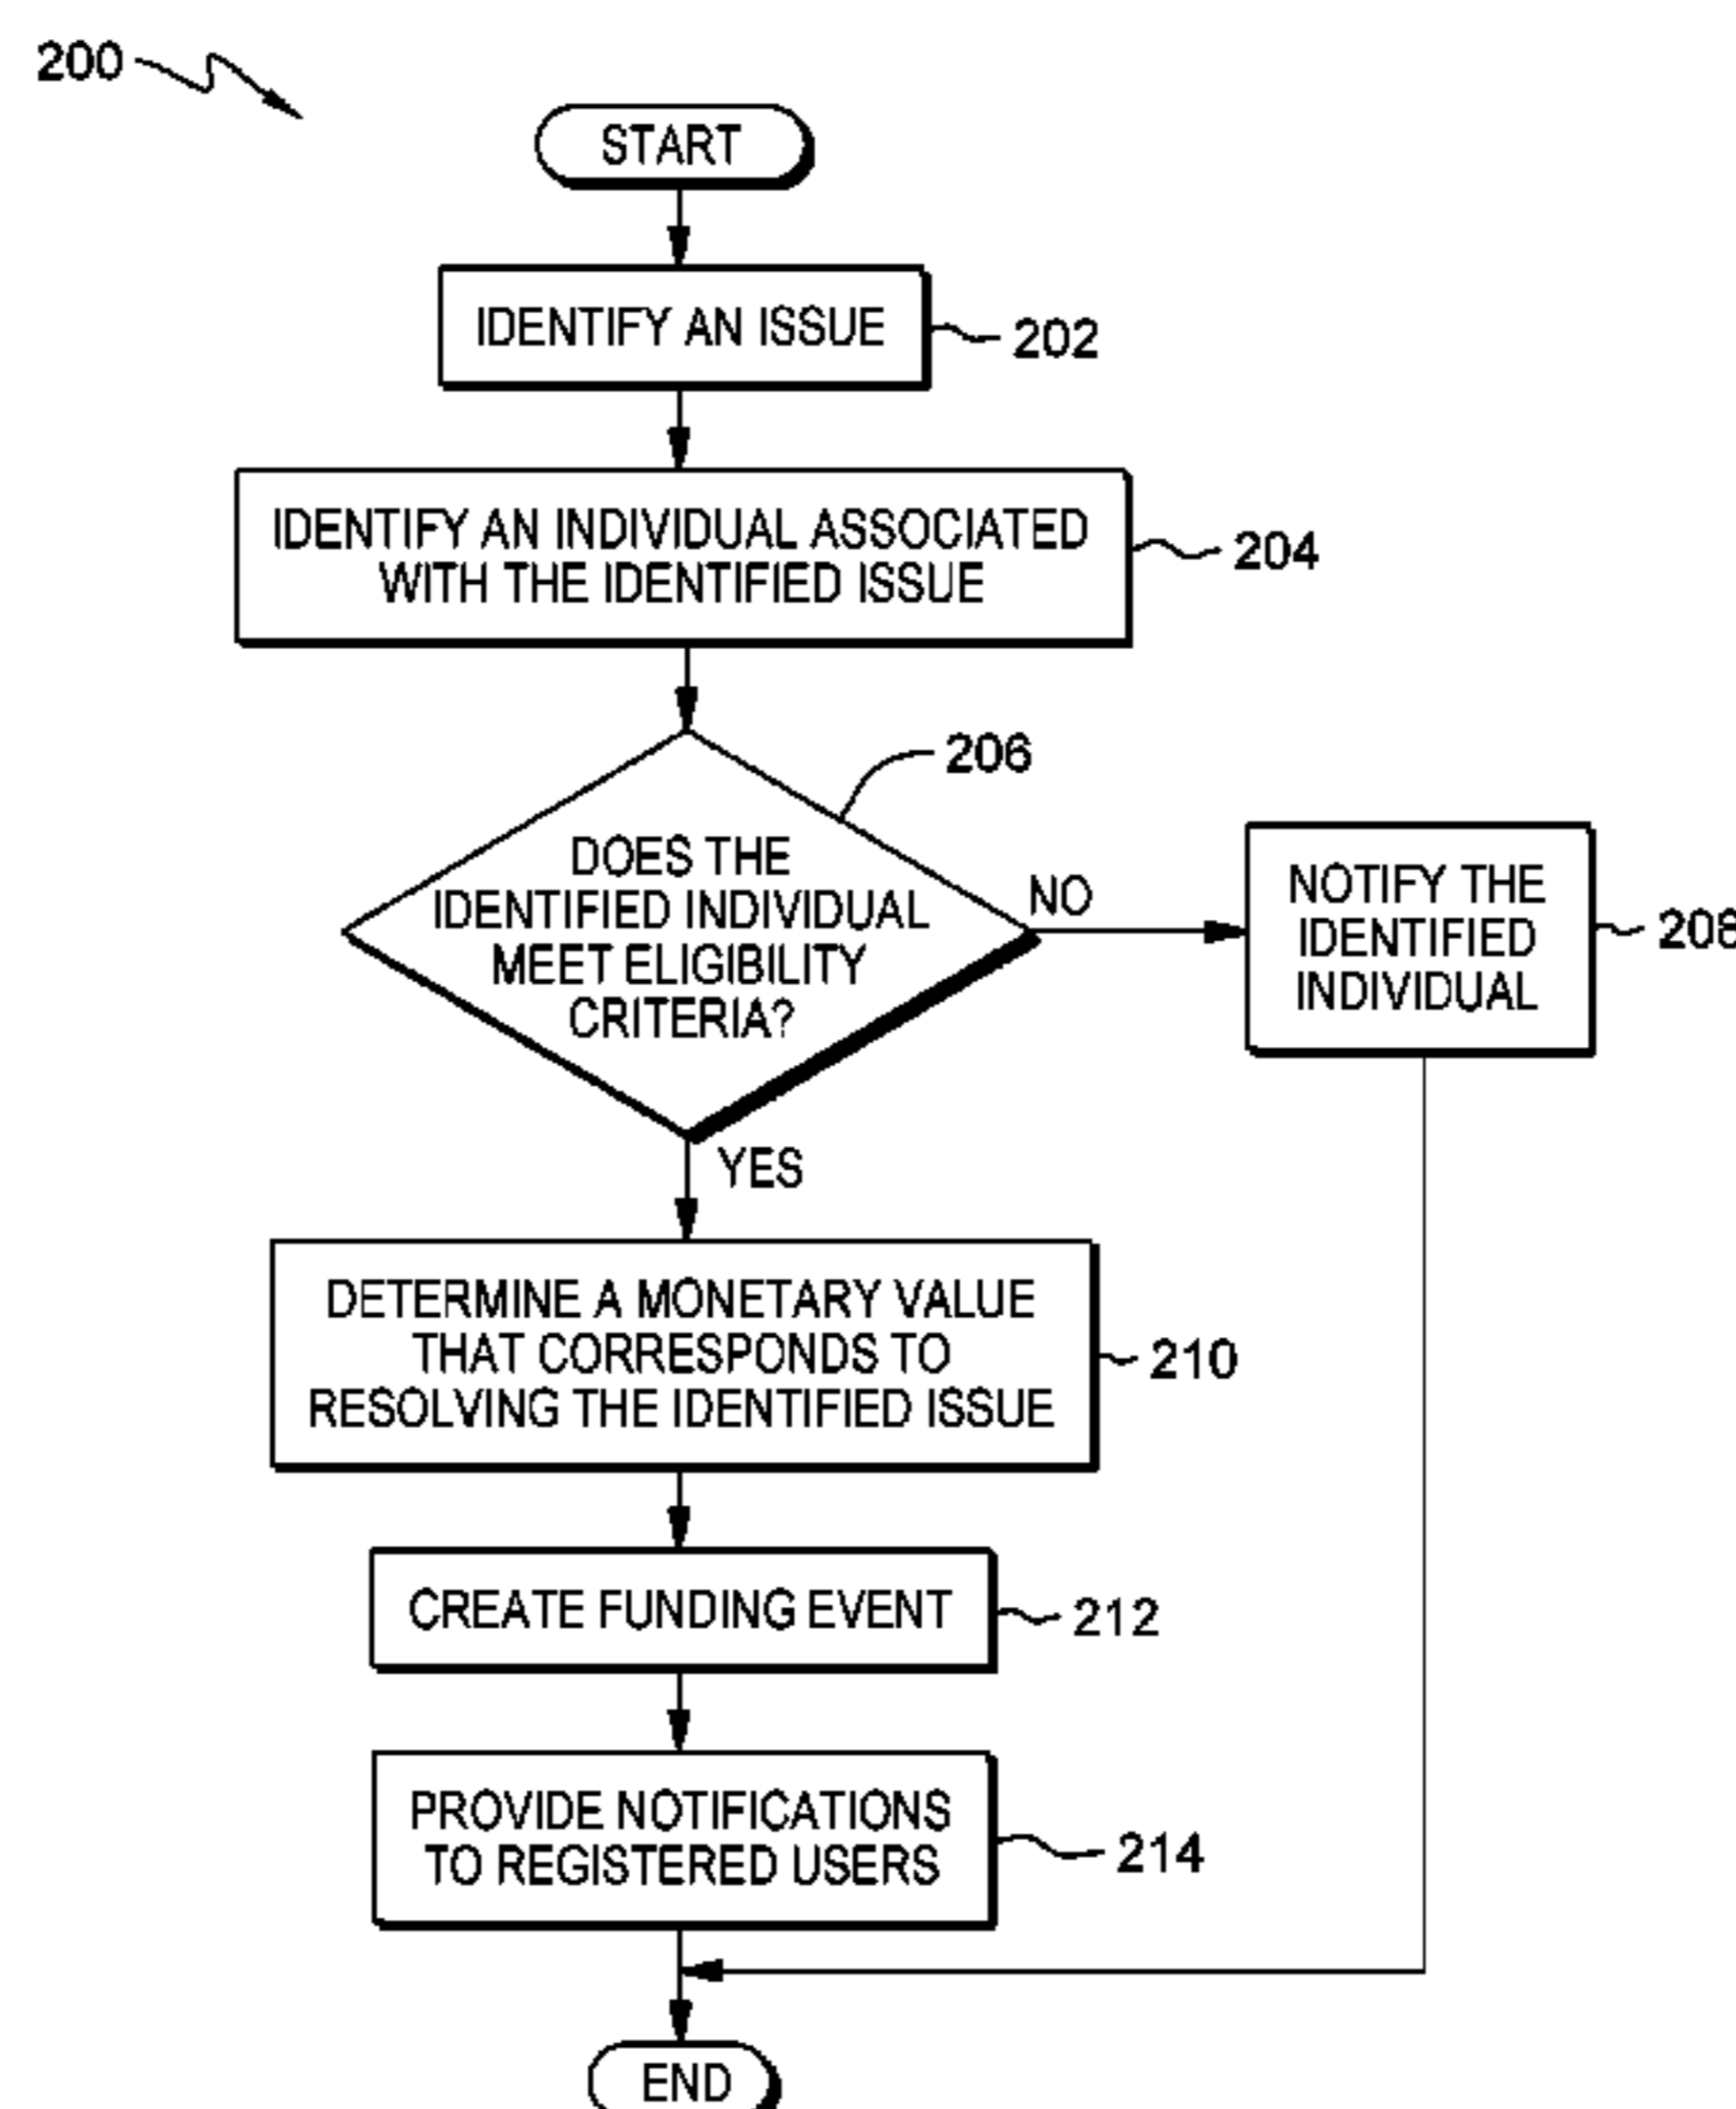 200
START
IDENTIFY AN ISSUE
202
IDENTIFY AN INDIVIDUAL ASSOCIATED
WITH THE IDENTIFIED ISSUE
204
206
DOES THE
IDENTIFIED INDIVIDUAL
MEET ELIGIBILITY
CRITERIA?
NO
NOTIFY THE
IDENTIFIED
INDIVIDUAL
208
YES
DETERMINE A MONETARY VALUE
THAT CORRESPONDS TO
RESOLVING THE IDENTIFIED ISSUE
210
CREATE FUNDING EVENT
212
PROVIDE NOTIFICATIONS
TO REGISTERED USERS
214
END